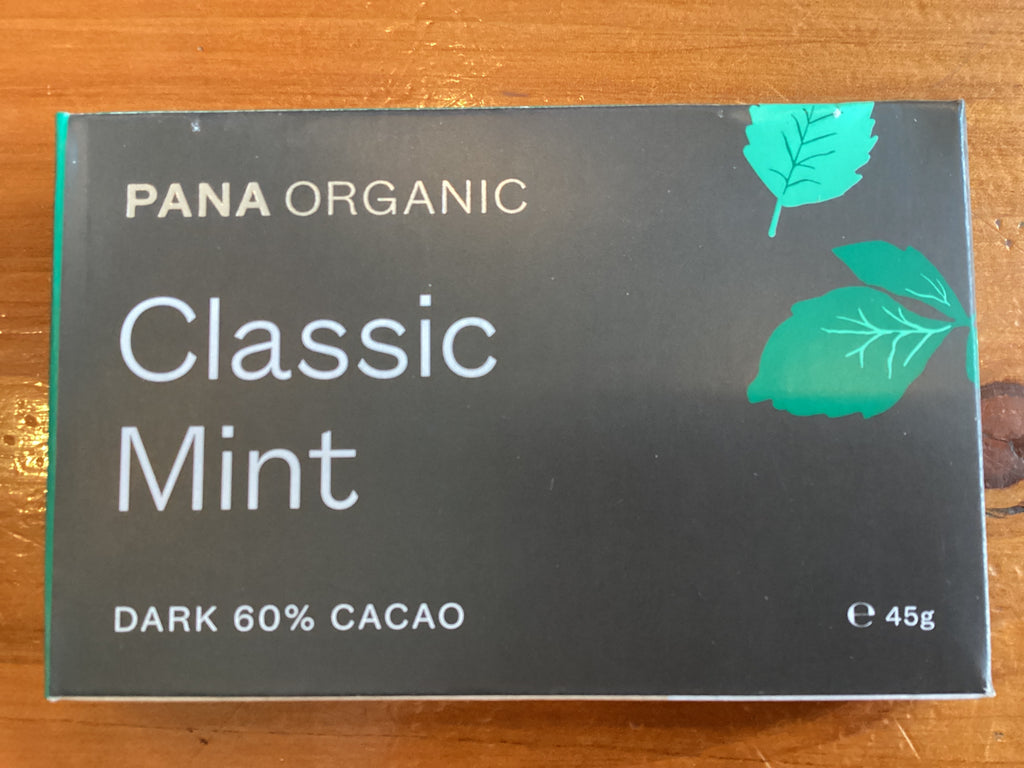 PANA ORGANIC
Classic
Mint
DARK 60% CACAO
℮ 45g